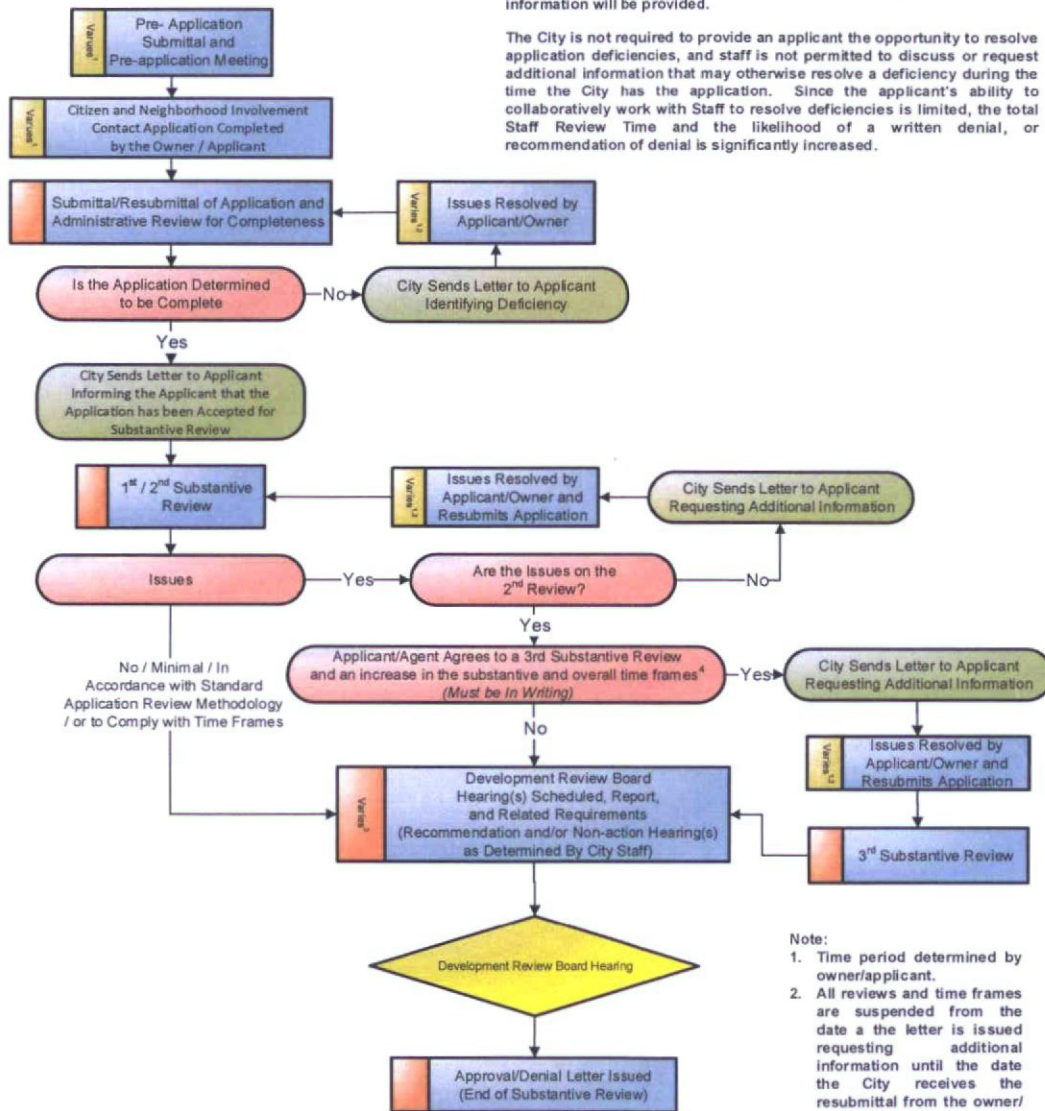 information will be provided.
The City is not required to provide an applicant the opportunity to resolve
application deficiencies, and staff is not permitted to discuss or request
additional information that may otherwise resolve a deficiency during the
time the City has the application. Since the applicant's ability to
collaboratively work with Staff to resolve deficiencies is limited, the total
Staff Review Time and the likelihood of a written denial, or
recommendation of denial is significantly increased.
Varues¹
Pre- Application
Submittal and
Pre-application Meeting
Varues¹
Citizen and Neighborhood Involvement
Contact Application Completed
by the Owner / Applicant
Submittal/Resubmittal of Application and
Administrative Review for Completeness
Varies¹,²
Issues Resolved by
Applicant/Owner
Is the Application Determined
to be Complete
No
City Sends Letter to Applicant
Identifying Deficiency
Yes
City Sends Letter to Applicant
Informing the Applicant that the
Application has been Accepted for
Substantive Review
1st / 2nd Substantive
Review
Varies¹,²
Issues Resolved by
Applicant/Owner and
Resubmits Application
City Sends Letter to Applicant
Requesting Additional Information
Issues
Yes
Are the Issues on the
2nd Review?
No
Yes
No / Minimal / In
Accordance with Standard
Application Review Methodology
/ or to Comply with Time Frames
Applicant/Agent Agrees to a 3rd Substantive Review
and an increase in the substantive and overall time frames⁴
(Must be In Writing)
Yes
City Sends Letter to Applicant
Requesting Additional Information
No
Varies¹,²
Issues Resolved by
Applicant/Owner and
Resubmits Application
Varies³
Development Review Board
Hearing(s) Scheduled, Report,
and Related Requirements
(Recommendation and/or Non-action Hearing(s)
as Determined By City Staff)
3rd Substantive Review
Development Review Board Hearing
Approval/Denial Letter Issued
(End of Substantive Review)
Note:
1. Time period determined by
owner/applicant.
2. All reviews and time frames
are suspended from the
date a the letter is issued
requesting additional
information until the date
the City receives the
resubmittal from the owner/